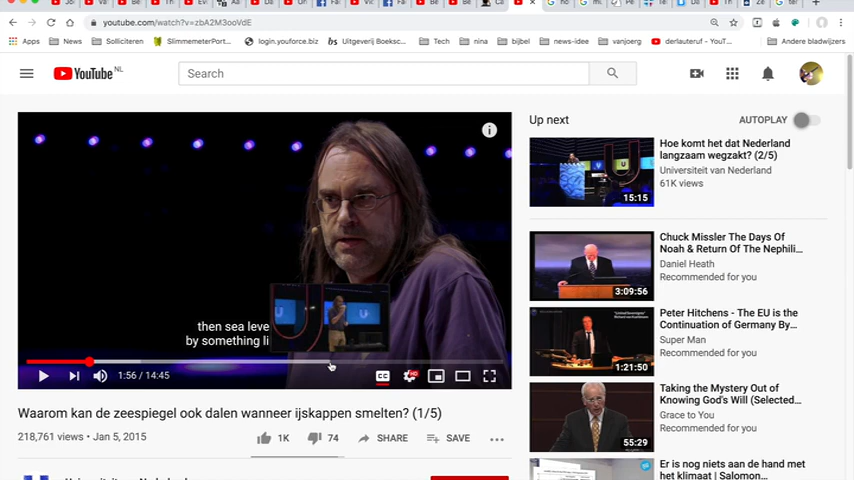 youtube.com/watch?v=zbA2M3ooVdE
Apps
News
Solliciteren
SlimmemeterPort...
login.youforce.biz
Uitgeverij Boeksc...
Tech
nina
bijbel
news-idee
vanjoerg
derlauteruf - YouT...
Andere bladwijzers
YouTube NL
Search
then sea leve
by something li
1:56 / 14:45
CC
HD
Waarom kan de zeespiegel ook dalen wanneer ijskappen smelten? (1/5)
218,761 views • Jan 5, 2015
1K
74
SHARE
SAVE
Up next
AUTOPLAY
Hoe komt het dat Nederland
langzaam wegzakt? (2/5)
Universiteit van Nederland
61K views
15:15
Chuck Missler The Days Of
Noah & Return Of The Nephili...
Daniel Heath
Recommended for you
3:09:56
Peter Hitchens - The EU is the
Continuation of Germany By...
Super Man
Recommended for you
1:21:50
Taking the Mystery Out of
Knowing God's Will (Selected...
Grace to You
Recommended for you
55:29
Er is nog niets aan de hand met
het klimaat | Salomon...